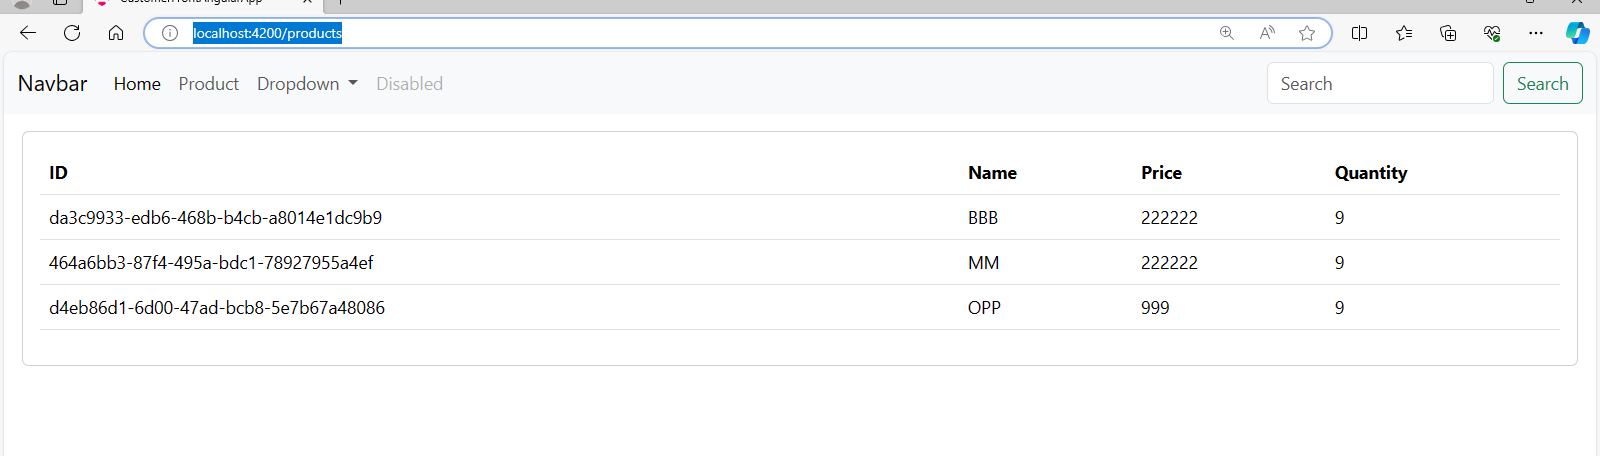 localhost:4200/products
Navbar Home Product Dropdown Disabled Search Search
ID Name Price Quantity
da3c9933-edb6-468b-b4cb-a8014e1dc9b9 BBB 222222 9
464a6bb3-87f4-495a-bdc1-78927955a4ef MM 222222 9
d4eb86d1-6d00-47ad-bcb8-5e7b67a48086 OPP 999 9